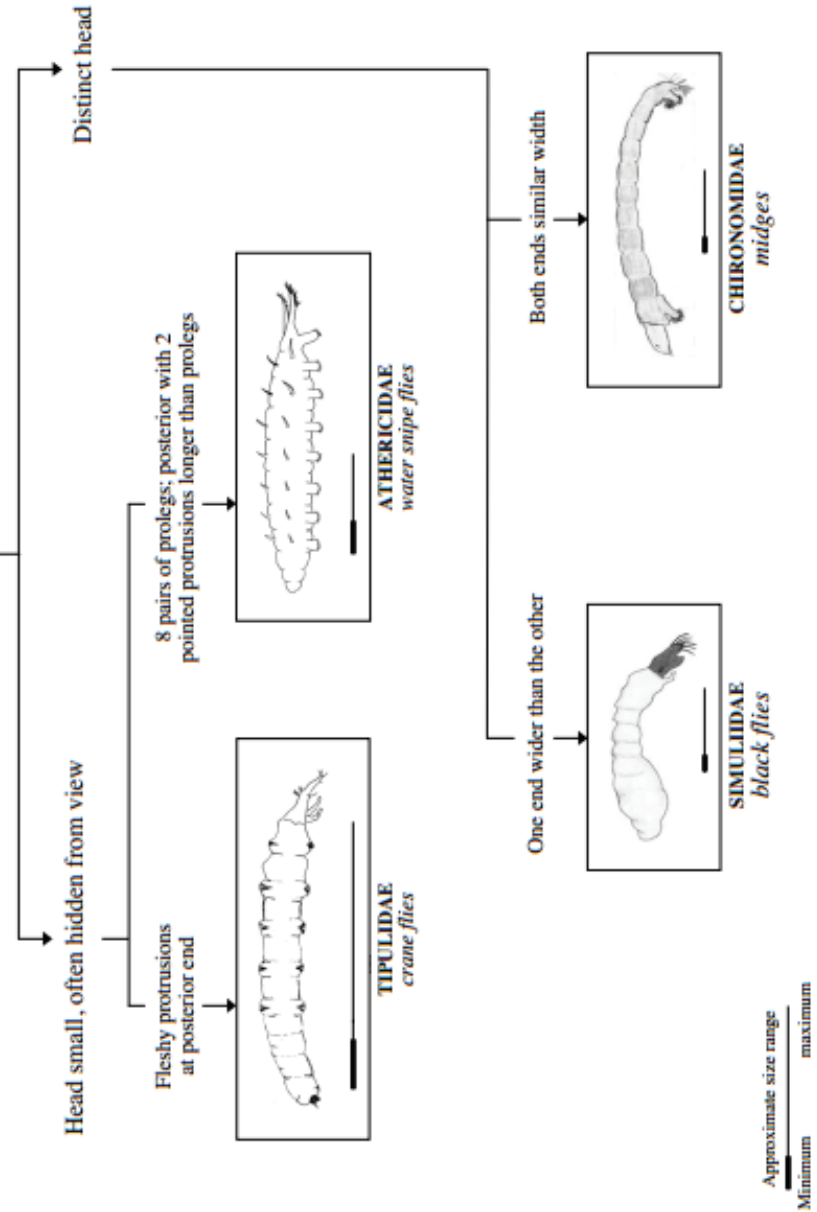 Head small, often hidden from view
Distinct head
Fleshy protrusions
at posterior end
8 pairs of prolegs; posterior with 2
pointed protrusions longer than prolegs
TIPULIDAE
crane flies
ATHERICIDAE
water snipe flies
One end wider than the other
Both ends similar width
SIMULIIDAE
black flies
CHIRONOMIDAE
midges
Approximate size range
Minimum maximum